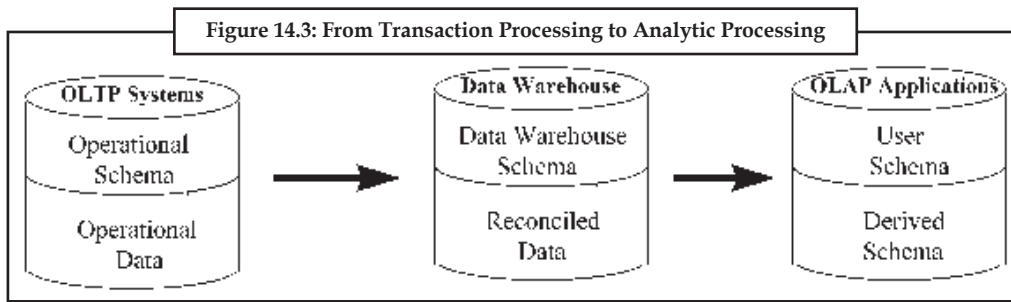 Figure 14.3: From Transaction Processing to Analytic Processing
OLTP Systems
Operational
Schema
Operational
Data
Data Warehouse
Data Warehouse
Schema
Reconciled
Data
OLAP Applications
User
Schema
Derived
Schema